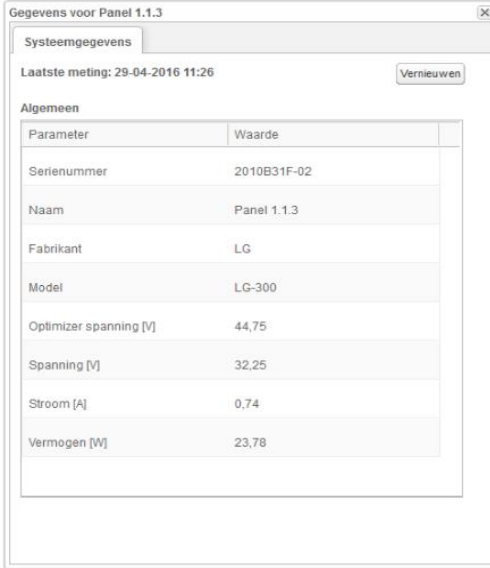 Gegevens voor Panel 1.1.3
Systeemgegevens
Laatste meting: 29-04-2016 11:26
Vernieuwen
Algemeen
Parameter Waarde
Serienummer 2010B31F-02
Naam Panel 1.1.3
Fabrikant LG
Model LG-300
Optimizer spanning [V] 44,75
Spanning [V] 32,25
Stroom [A] 0,74
Vermogen [W] 23,78